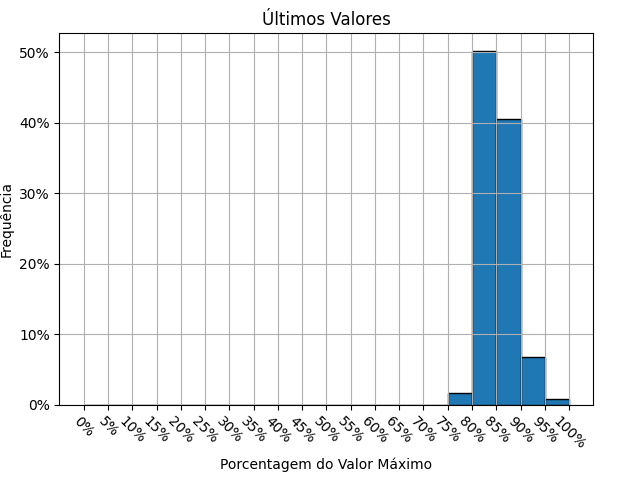 Últimos Valores
50%
40%
30%
20%
10%
0%
Frequência
0% 5% 10% 15% 20% 25% 30% 35% 40% 45% 50% 55% 60% 65% 70% 75% 80% 85% 90% 95% 100%
Porcentagem do Valor Máximo